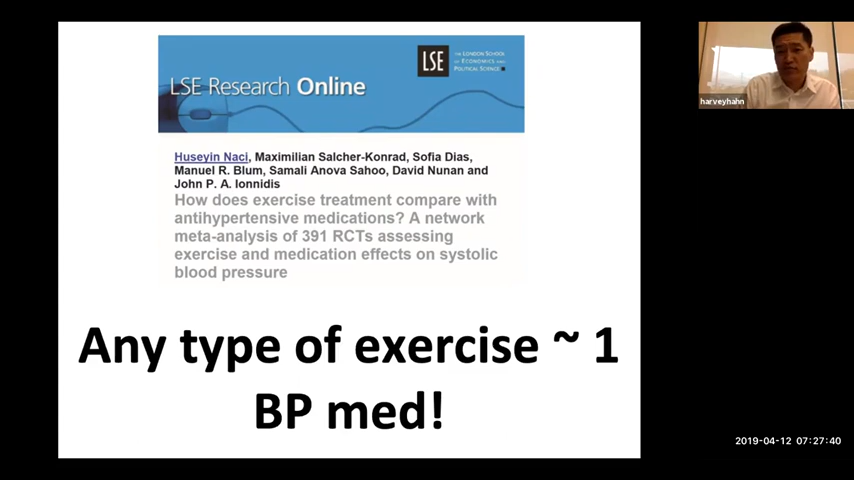 LSE Research Online
LSE
THE LONDON SCHOOL
OF ECONOMICS AND
POLITICAL SCIENCE
Huseyin Naci, Maximilian Salcher-Konrad, Sofia Dias,
Manuel R. Blum, Samali Anova Sahoo, David Nunan and
John P. A. Ionnidis
How does exercise treatment compare with
antihypertensive medications? A network
meta-analysis of 391 RCTs assessing
exercise and medication effects on systolic
blood pressure
Any type of exercise ~ 1
BP med!
harveyhahn
2019-04-12 07:27:40